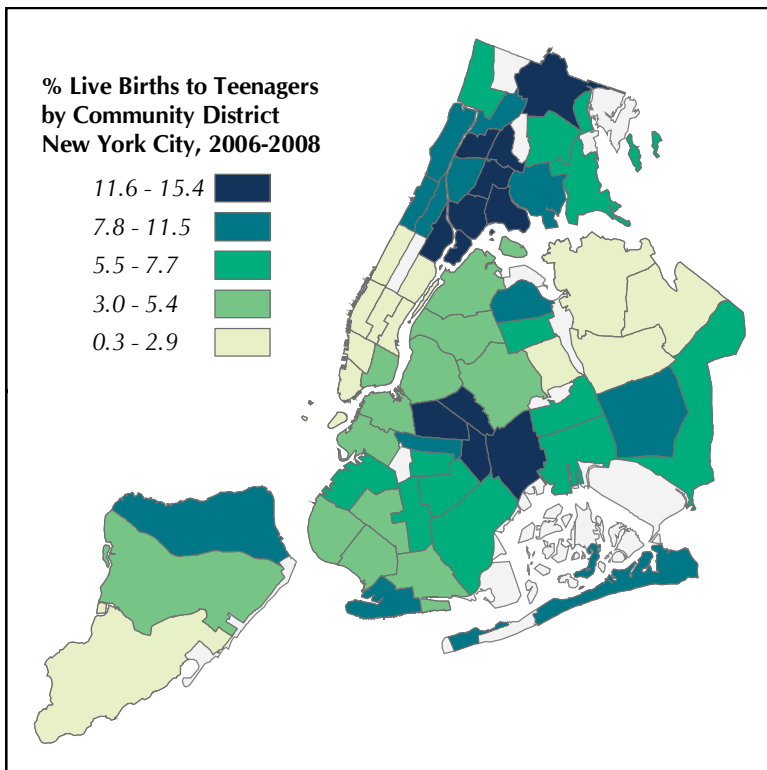 % Live Births to Teenagers
by Community District
New York City, 2006-2008
11.6 - 15.4
7.8 - 11.5
5.5 - 7.7
3.0 - 5.4
0.3 - 2.9